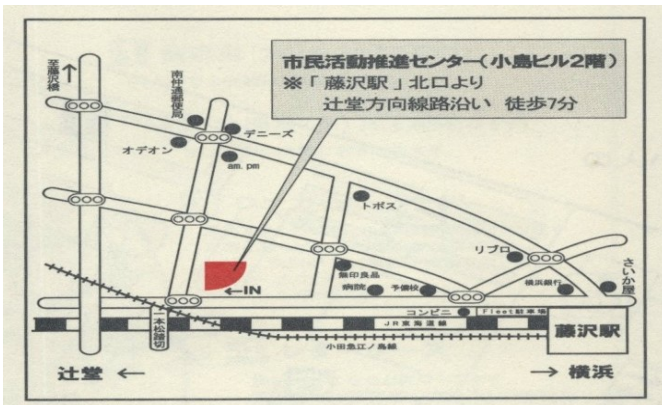 市民活動推進センター(小島ビル2階)
※「藤沢駅」北口より
辻堂方向線路沿い 徒歩7分
至藤沢橋
南仲通郵便局
デニーズ
オデオン
am.pm
トポス
リブロ
さいか屋
無印良品
病院
予備校
横浜銀行
←IN
コンビニ
Fleet駐車場
一本松踏切
JR東海道線
小田急江ノ島線
藤沢駅
辻堂 ←
→ 横浜